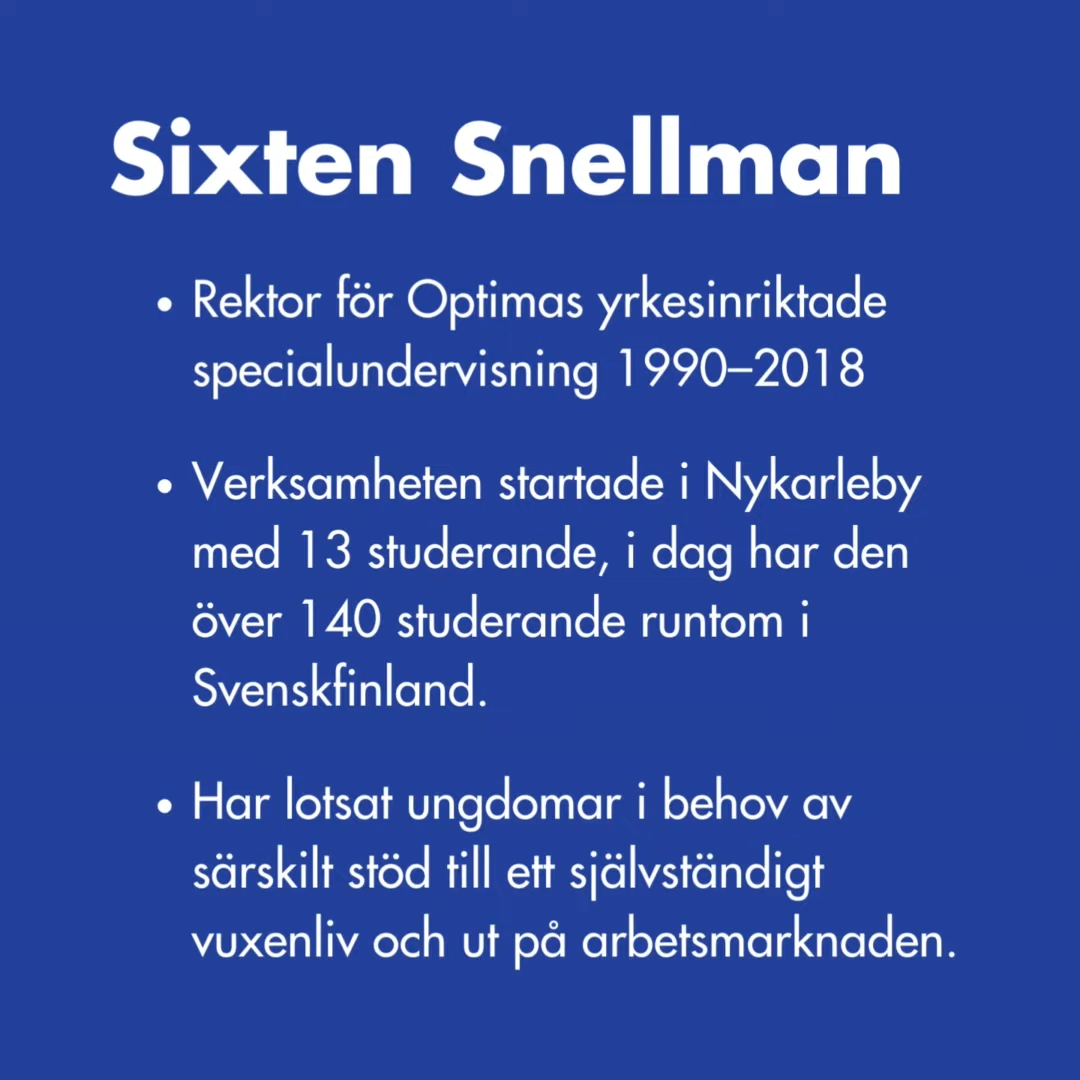 Sixten Snellman
• Rektor för Optimas yrkesinriktade
specialundervisning 1990–2018
• Verksamheten startade i Nykarleby
med 13 studerande, i dag har den
över 140 studerande runtom i
Svenskfinland.
• Har lotsat ungdomar i behov av
särskilt stöd till ett självständigt
vuxenliv och ut på arbetsmarknaden.